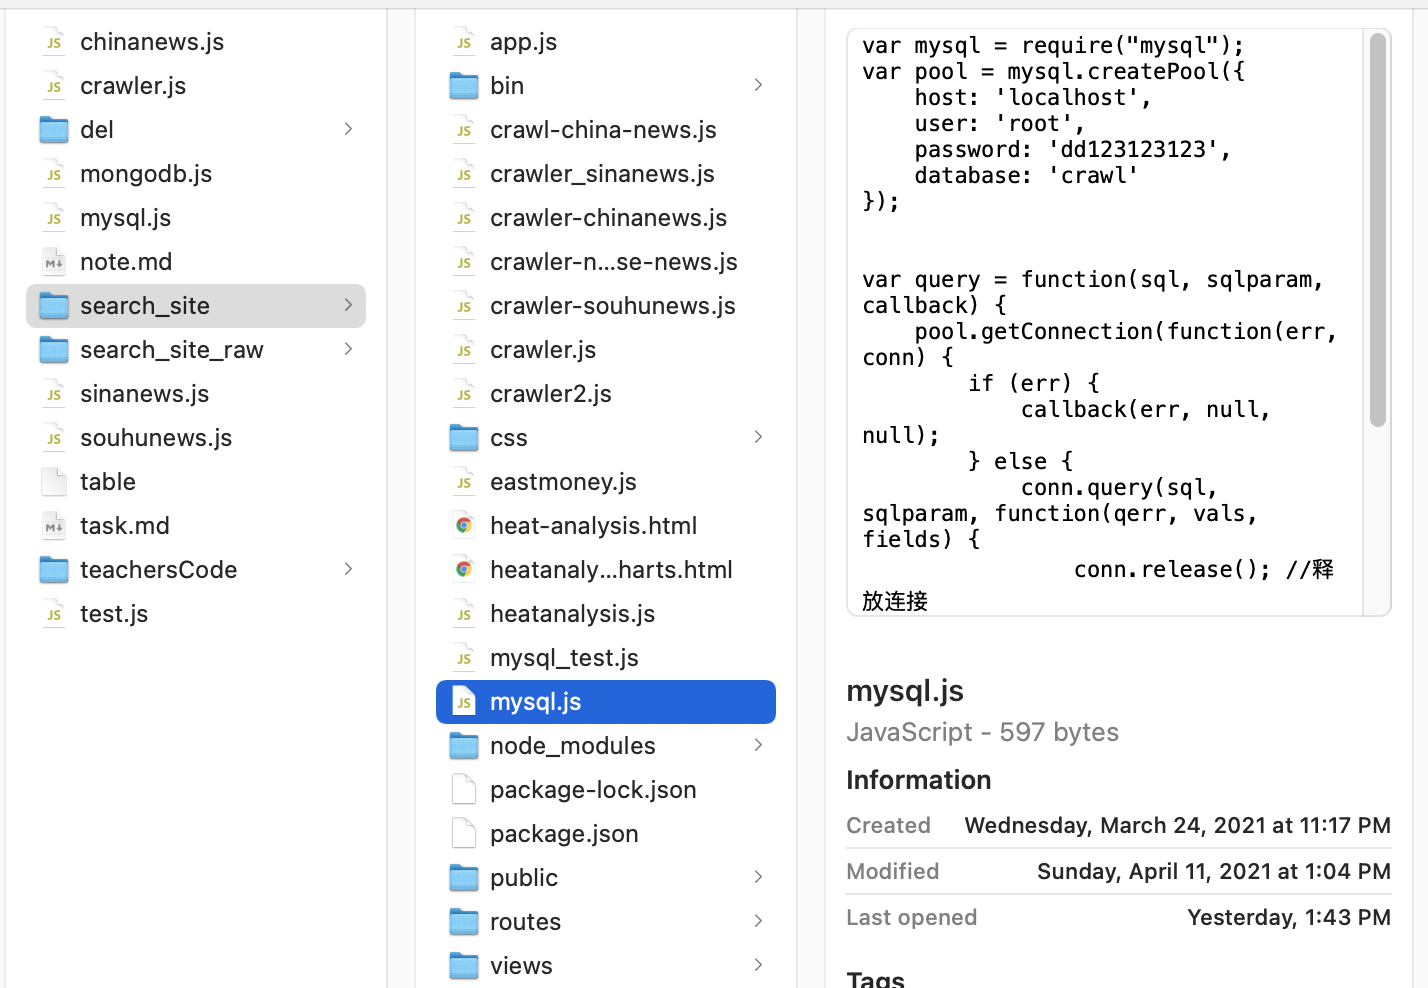 chinanews.js
crawler.js
del
mongodb.js
mysql.js
note.md
search_site
search_site_raw
sinanews.js
souhunews.js
table
task.md
teachersCode
test.js
app.js
bin
crawl-china-news.js
crawler_sinanews.js
crawler-chinanews.js
crawler-n...se-news.js
crawler-souhunews.js
crawler.js
crawler2.js
css
eastmoney.js
heat-analysis.html
heatanaly...harts.html
heatanalysis.js
mysql_test.js
mysql.js
node_modules
package-lock.json
package.json
public
routes
views
var mysql = require("mysql");
var pool = mysql.createPool({
    host: 'localhost',
    user: 'root',
    password: 'dd123123123',
    database: 'crawl'
});
var query = function(sql, sqlparam,
callback) {
    pool.getConnection(function(err,
conn) {
        if (err) {
            callback(err, null,
null);
        } else {
            conn.query(sql,
sqlparam, function(qerr, vals,
fields) {
                conn.release(); //释
放连接
mysql.js
JavaScript - 597 bytes
Information
Created Wednesday, March 24, 2021 at 11:17 PM
Modified Sunday, April 11, 2021 at 1:04 PM
Last opened Yesterday, 1:43 PM
Tags